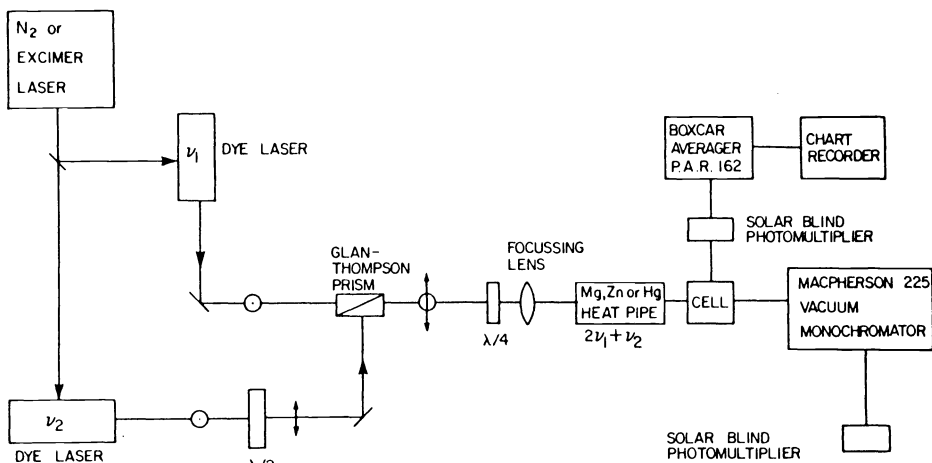 N2 or
EXCIMER
LASER
ν1
DYE LASER
BOXCAR
AVERAGER
P.A.R. 162
CHART
RECORDER
SOLAR BLIND
PHOTOMULTIPLIER
GLAN-
THOMPSON
PRISM
FOCUSSING
LENS
λ/4
Mg,Zn or Hg
HEAT PIPE
2ν1 + ν2
CELL
MACPHERSON 225
VACUUM
MONOCHROMATOR
ν2
DYE LASER
SOLAR BLIND
PHOTOMULTIPLIER